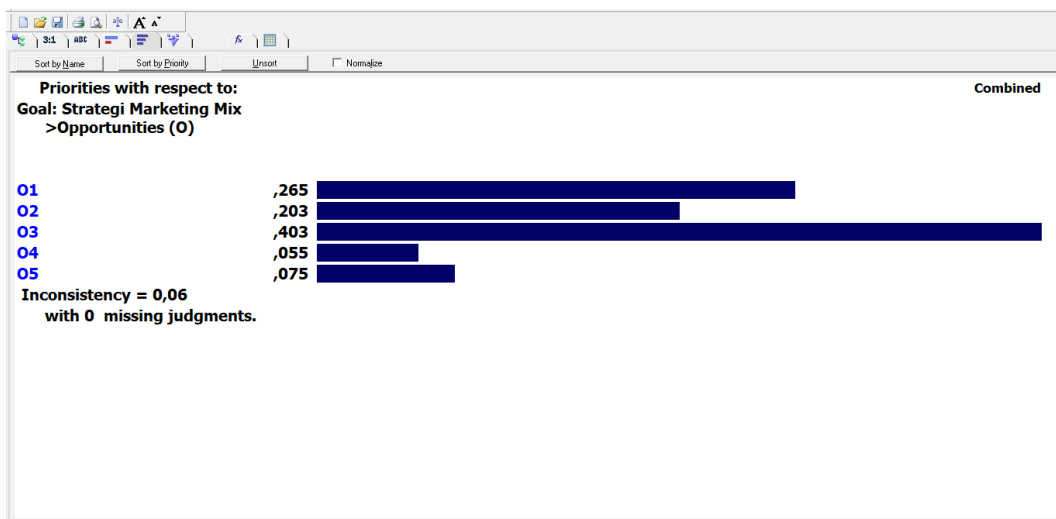 A A
3:1 ABC fx
Sort by Name Sort by Priority Unsort Normalize
Priorities with respect to: Combined
Goal: Strategi Marketing Mix
>Opportunities (O)
O1 ,265
O2 ,203
O3 ,403
O4 ,055
O5 ,075
Inconsistency = 0,06
with 0 missing judgments.